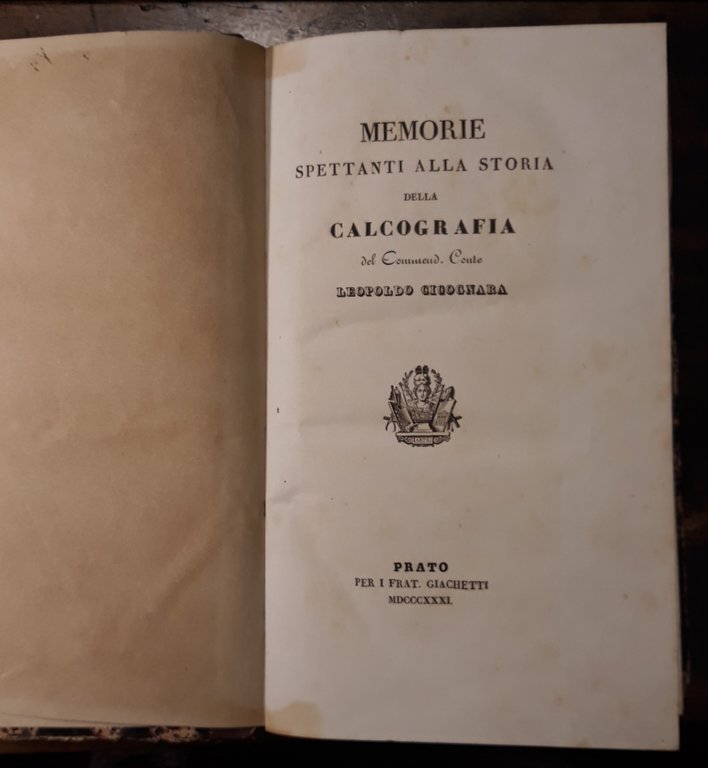 MEMORIE
SPETTANTI ALLA STORIA
DELLA
CALCOGRAFIA
del Commend. Conte
LEOPOLDO CICOGNARA
PRATO
PER I FRAT. GIACHETTI
MDCCCXXXI.